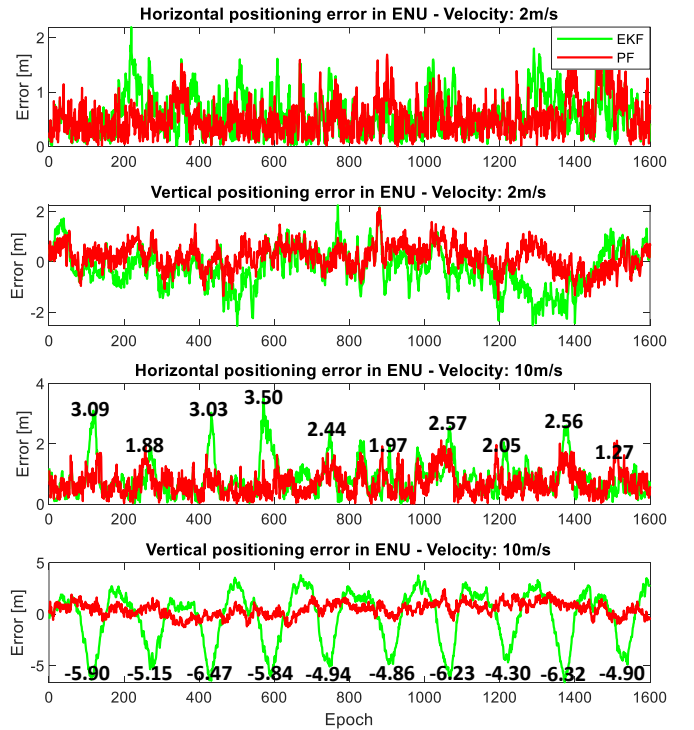 Horizontal positioning error in ENU - Velocity: 2m/s
EKF
PF
Error [m]
2
1
0
0 200 400 600 800 1000 1200 1400 1600
Vertical positioning error in ENU - Velocity: 2m/s
Error [m]
2
0
-2
0 200 400 600 800 1000 1200 1400 1600
Horizontal positioning error in ENU - Velocity: 10m/s
Error [m]
4
2
0
3.09 1.88 3.03 3.50 2.44 1.97 2.57 2.05 2.56 1.27
0 200 400 600 800 1000 1200 1400 1600
Vertical positioning error in ENU - Velocity: 10m/s
Error [m]
5
0
-5
-5.90 -5.15 -6.47 -5.84 -4.94 -4.86 -6.23 -4.30 -6.32 -4.90
0 200 400 600 800 1000 1200 1400 1600
Epoch